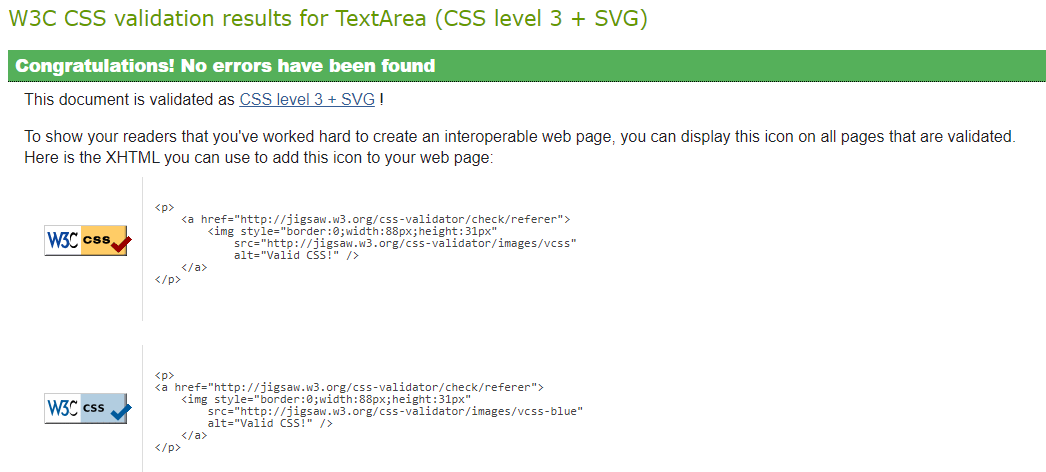 W3C CSS validation results for TextArea (CSS level 3 + SVG)
Congratulations! No errors have been found
This document is validated as CSS level 3 + SVG !
To show your readers that you've worked hard to create an interoperable web page, you can display this icon on all pages that are validated.
Here is the XHTML you can use to add this icon to your web page:
W3C css
<p>
<a href="http://jigsaw.w3.org/css-validator/check/referer">
<img style="border:0;width:88px;height:31px"
src="http://jigsaw.w3.org/css-validator/images/vcss"
alt="Valid CSS!" />
</a>
</p>
W3C css
<p>
<a href="http://jigsaw.w3.org/css-validator/check/referer">
<img style="border:0;width:88px;height:31px"
src="http://jigsaw.w3.org/css-validator/images/vcss-blue"
alt="Valid CSS!" />
</a>
</p>